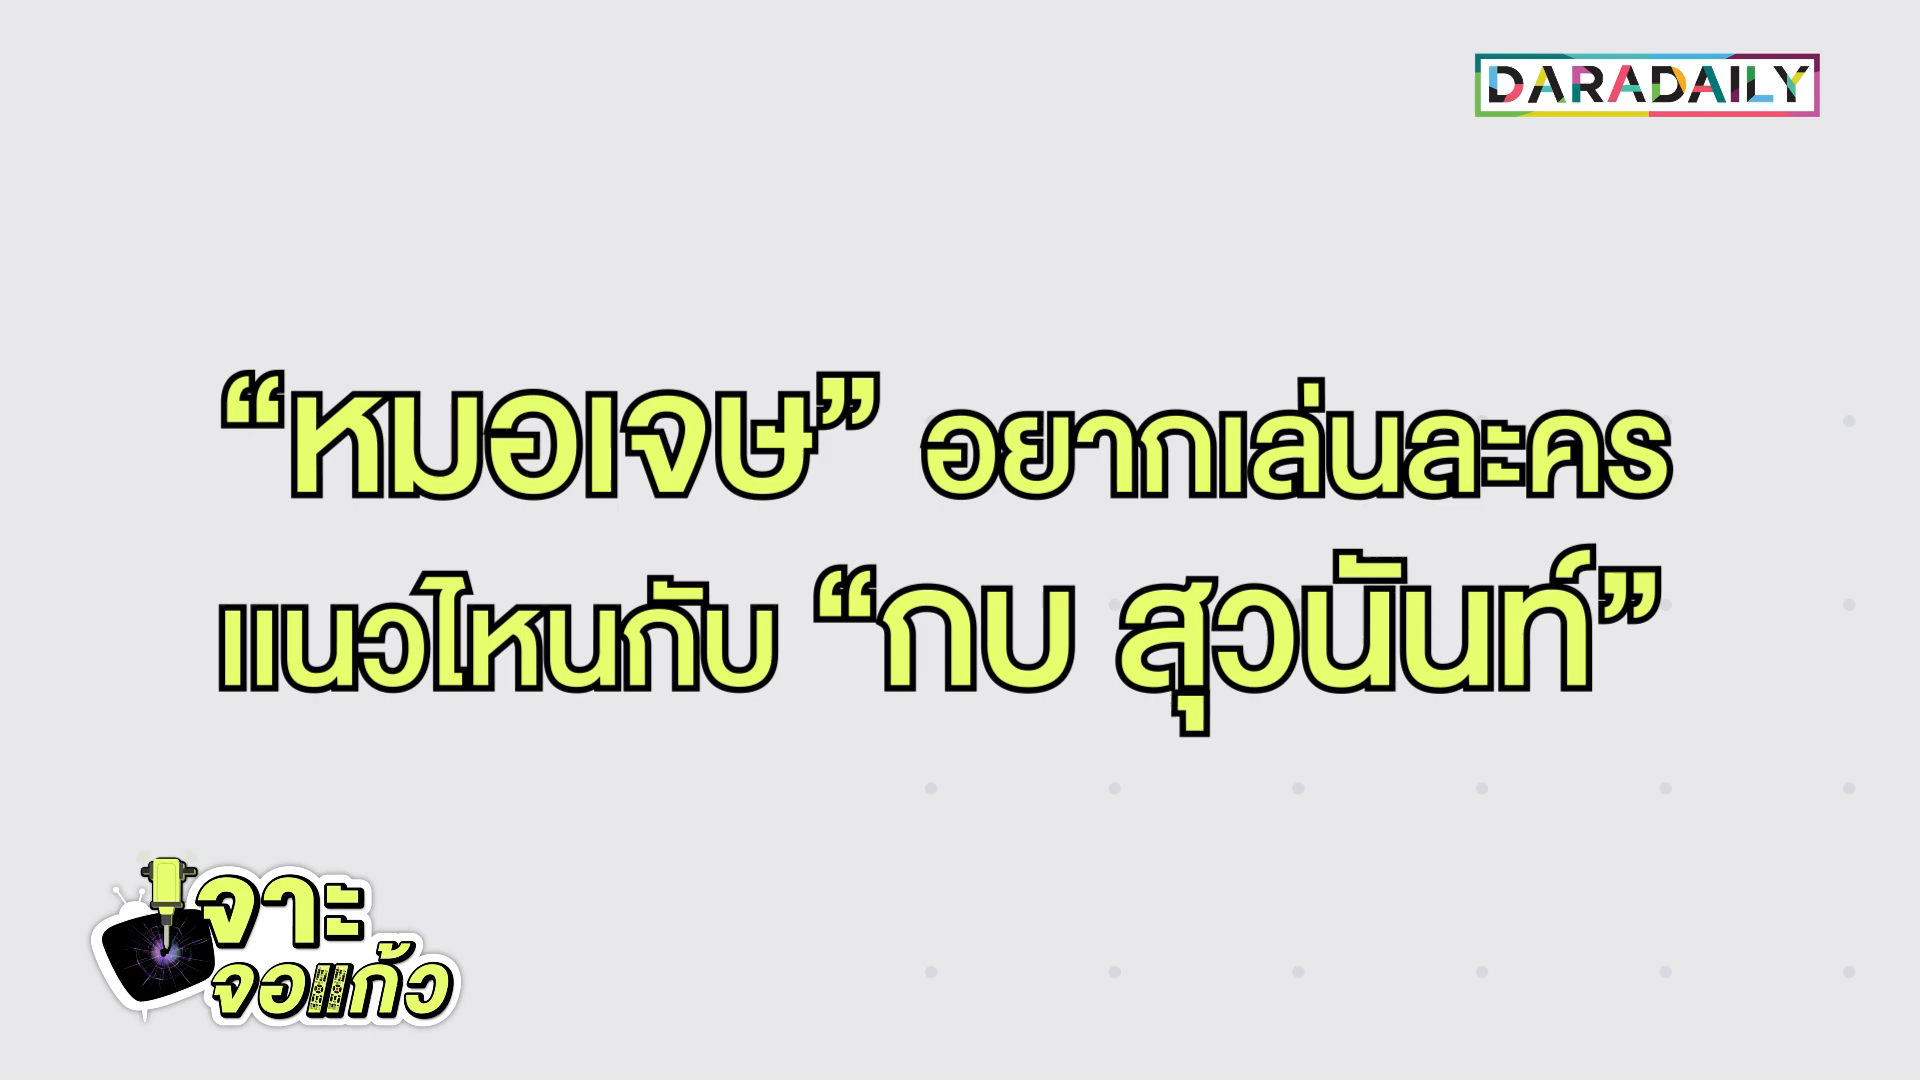 DARADAILY
“หมอเจษ” อยากเล่นละคร
แนวไหนกับ “กบ สุวนันท์”
เจาะ
จอแก้ว